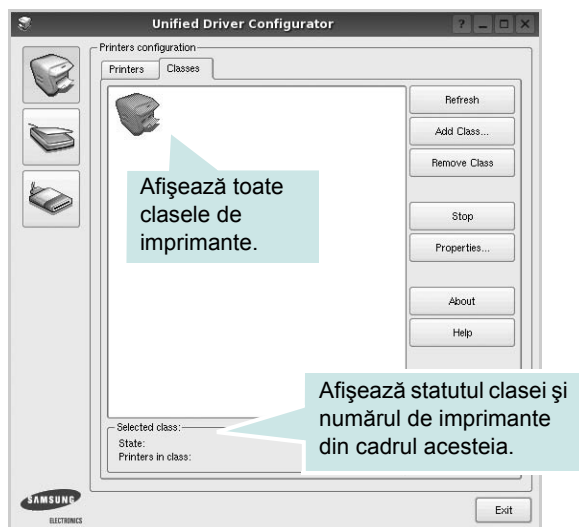 Unified Driver Configurator
?
Printers configuration
Printers
Classes
Refresh
Add Class...
Remove Class
Stop
Properties...
About
Help
Afişează toate
clasele de
imprimante.
Afişează statutul clasei şi
numărul de imprimante
din cadrul acesteia.
Selected class:
State:
Printers in class:
SAMSUNG
ELECTRONICS
Exit